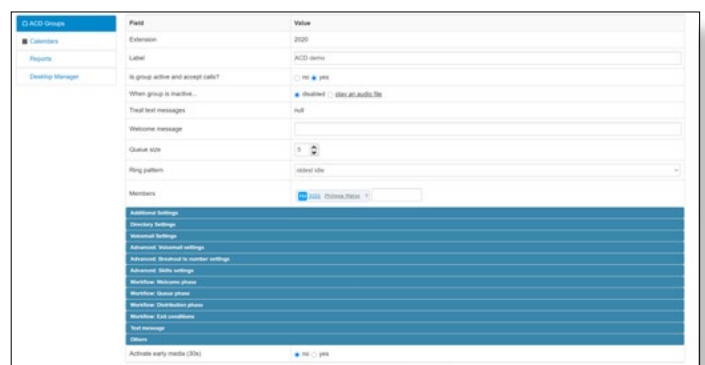 ACD Groups
Calendars
Reports
Desktop Manager
Field Value
Extension 2020
Label ACD demo
Is group active and accept calls? no yes
When group is inactive... disabled play an audio file
Treat text messages null
Welcome message
Queue size 5
Ring pattern oldest idle
Members
Additional Settings
Directory Settings
Voicemail Settings
Advanced: Voicemail settings
Advanced: Breakout to number settings
Advanced: Skills settings
Workflow: Welcome phase
Workflow: Queue phase
Workflow: Distribution phase
Workflow: Exit conditions
Text message
Others
Activate early media (30s) no yes